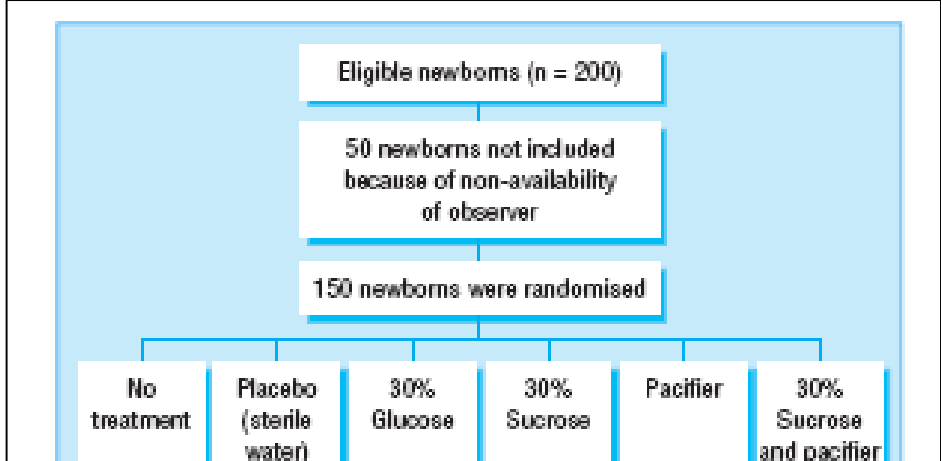 Eligible newborns (n = 200)
50 newborns not included
because of non-availability
of observer
150 newborns were randomised
No
treatment
Placebo
(sterile
water)
30%
Glucose
30%
Sucrose
Pacifier
30%
Sucrose
and pacifier